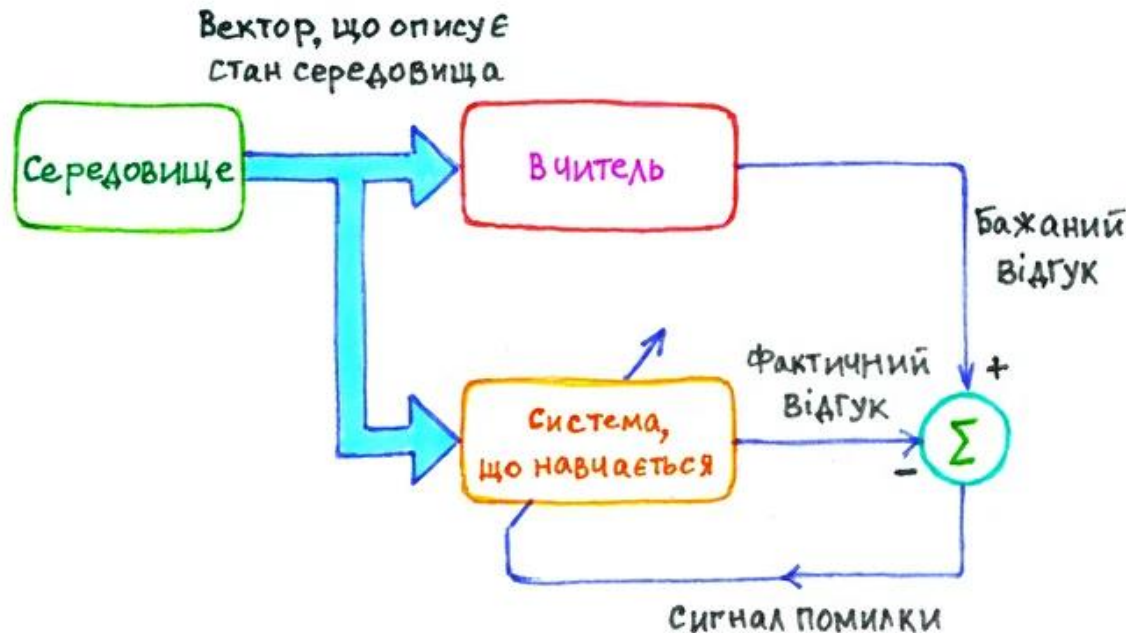 Вектор, що описує
стан середовища
Середовище
Вчитель
Бажаний
відгук
Фактичний
відгук
+
Система,
що навчається
-
Σ
Сигнал помилки